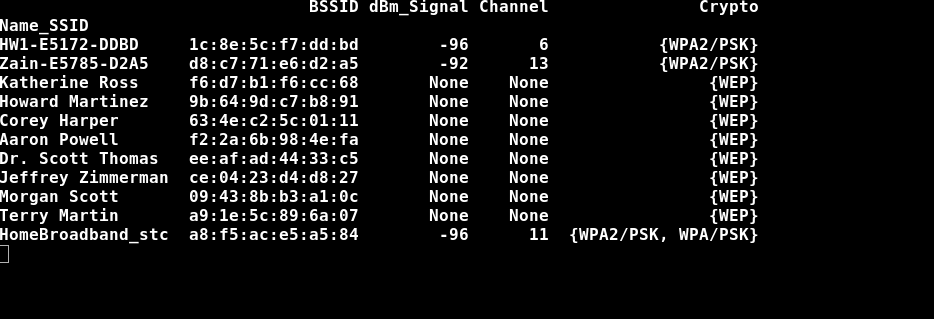 BSSID dBm_Signal Channel Crypto
Name_SSID
HW1-E5172-DDBD 1c:8e:5c:f7:dd:bd -96 6 {WPA2/PSK}
Zain-E5785-D2A5 d8:c7:71:e6:d2:a5 -92 13 {WPA2/PSK}
Katherine Ross f6:d7:b1:f6:cc:68 None None {WEP}
Howard Martinez 9b:64:9d:c7:b8:91 None None {WEP}
Corey Harper 63:4e:c2:5c:01:11 None None {WEP}
Aaron Powell f2:2a:6b:98:4e:fa None None {WEP}
Dr. Scott Thomas ee:af:ad:44:33:c5 None None {WEP}
Jeffrey Zimmerman ce:04:23:d4:d8:27 None None {WEP}
Morgan Scott 09:43:8b:b3:a1:0c None None {WEP}
Terry Martin a9:1e:5c:89:6a:07 None None {WEP}
HomeBroadband_stc a8:f5:ac:e5:a5:84 -96 11 {WPA2/PSK, WPA/PSK}